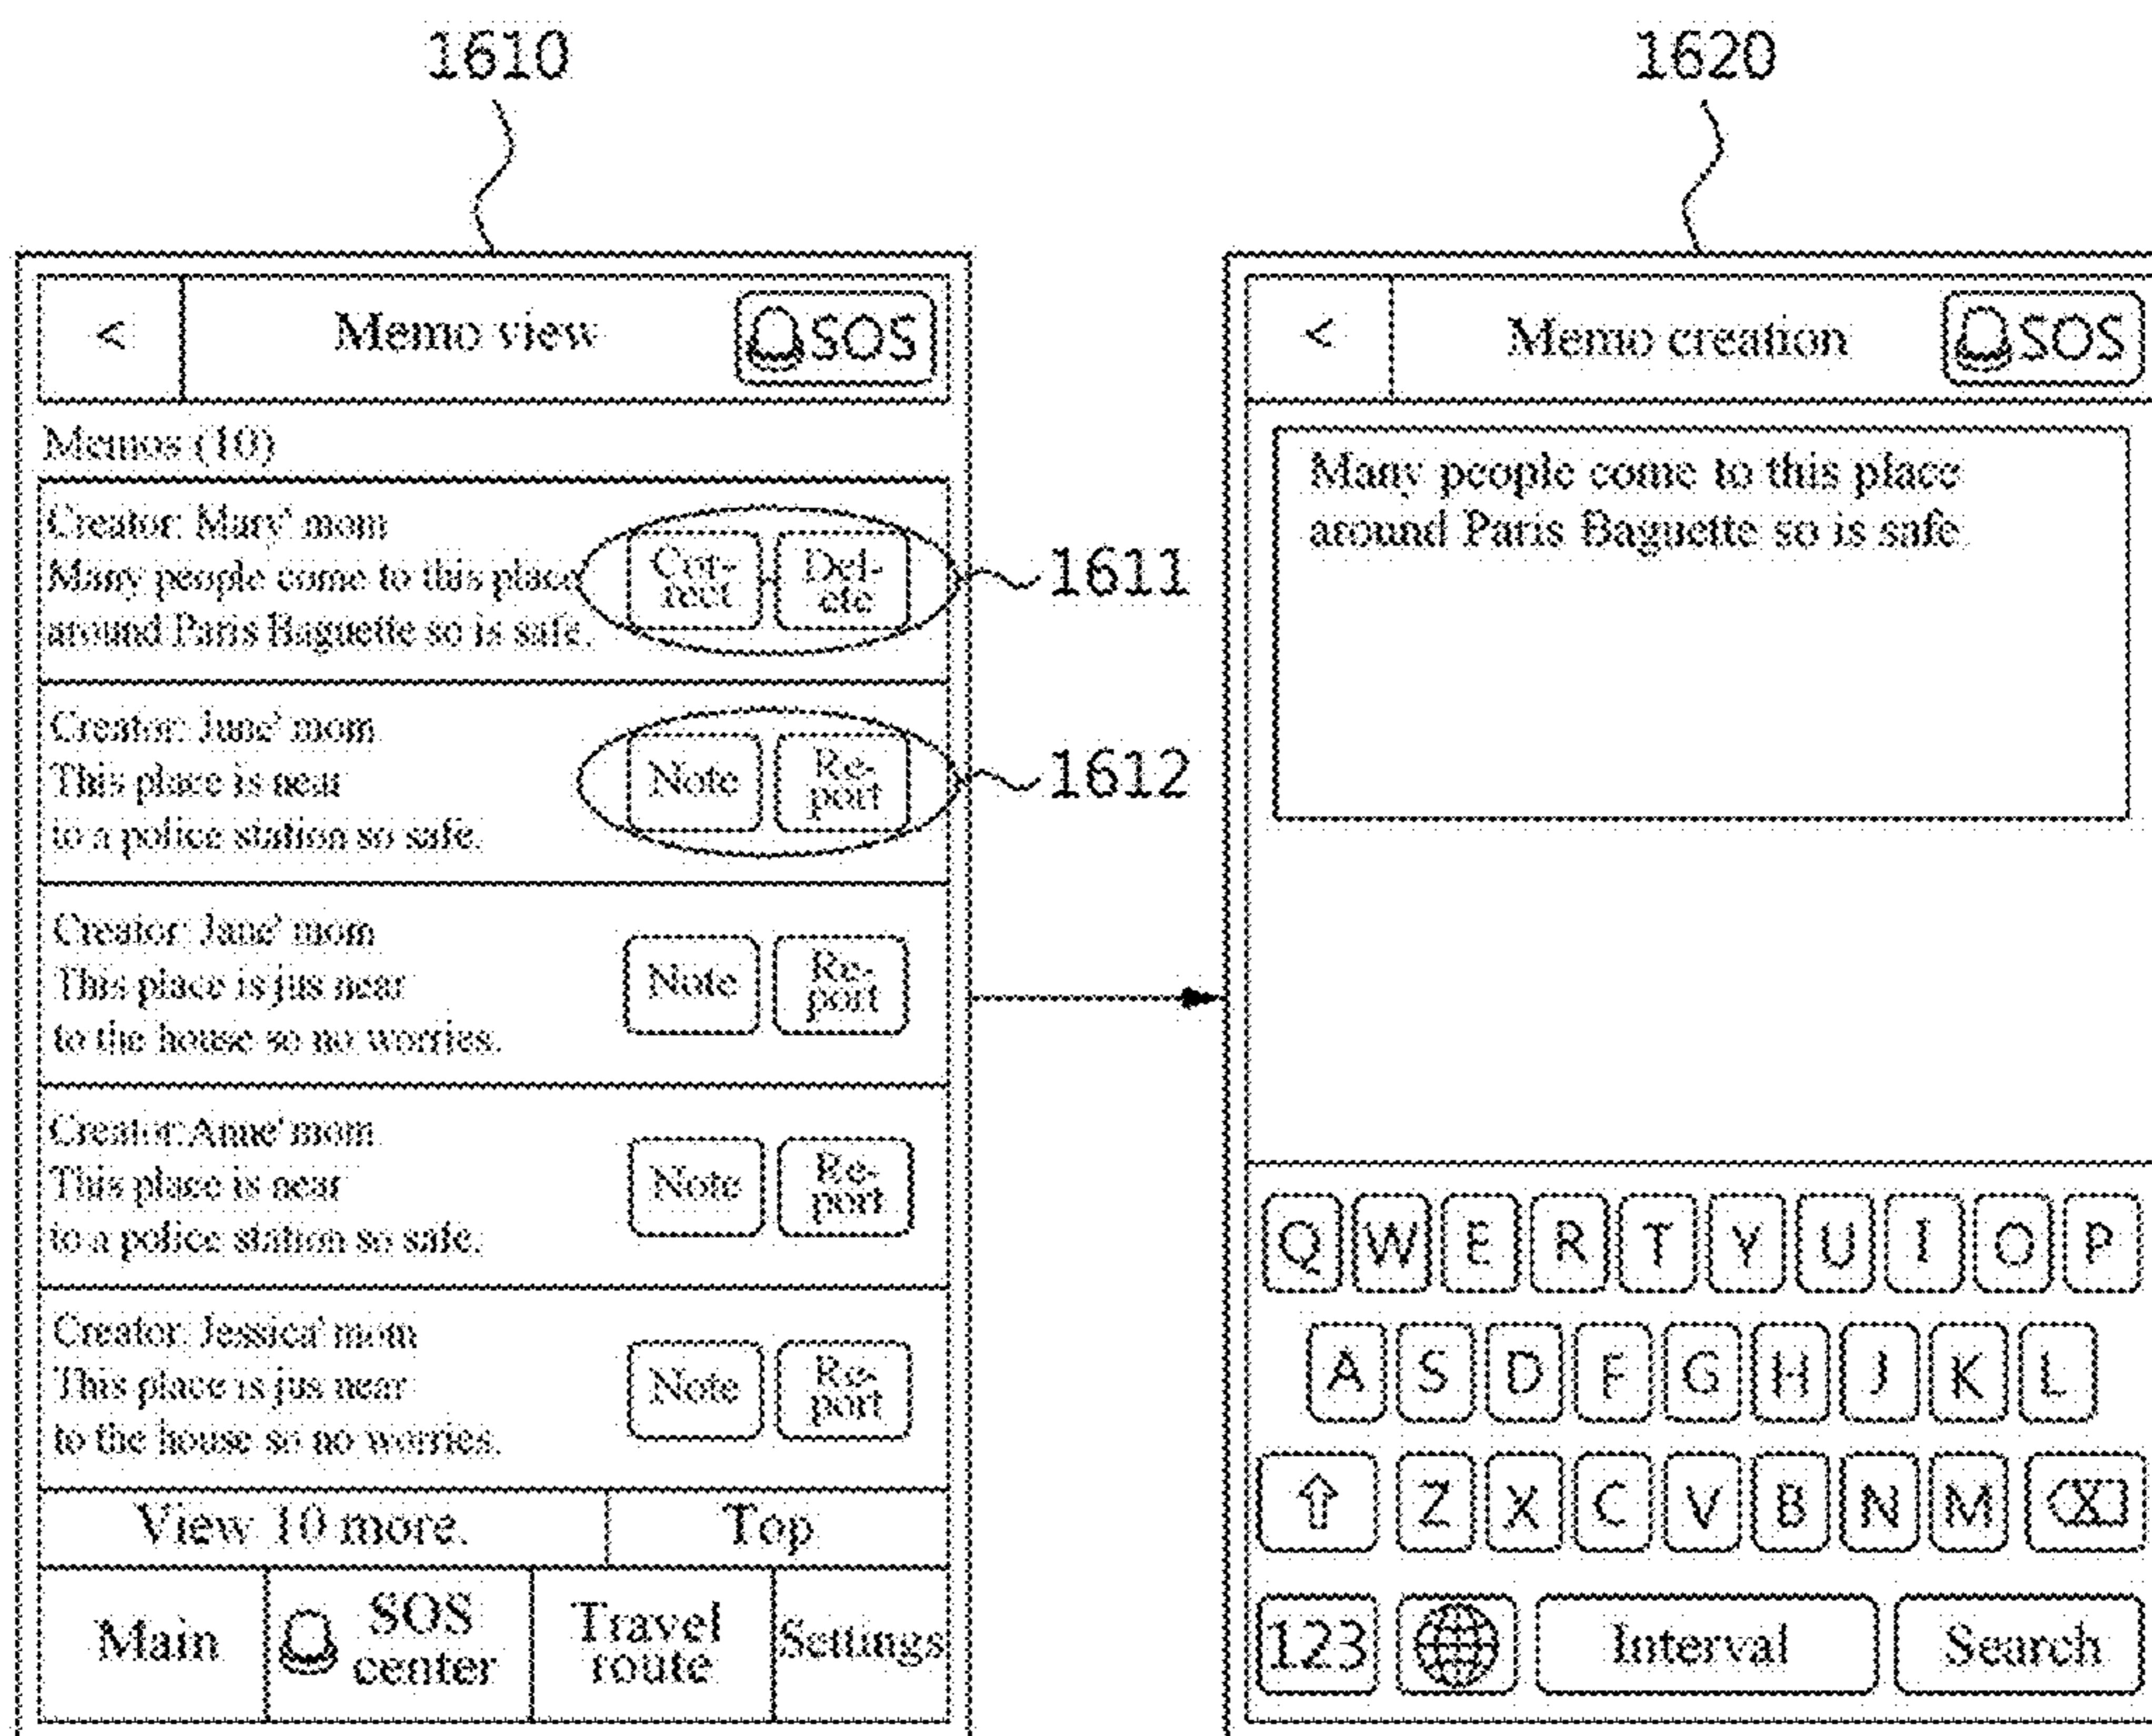 1610
1620
< Memo view SOS
Memos (10)
Creator: Mary' mom
Many people come to this place
around Paris Baguette so is safe.
Cor-
rect
Del-
ete
1611
Creator: June' mom
This place is near
to a police station so safe.
Note
Re-
port
1612
Creator: Jane' mom
This place is jus near
to the house so no worries.
Note
Re-
port
Creator: Anne' mom
This place is near
to a police station so safe.
Note
Re-
port
Creator: Jessica' mom
This place is jus near
to the house so no worries.
Note
Re-
port
View 10 more. Top
Main
SOS
center
Travel
route
Settings
< Memo creation SOS
Many people come to this place
around Paris Baguette so is safe
Q W E R T Y U I O P
A S D F G H J K L
Z X C V B N M X
123 Interval Search